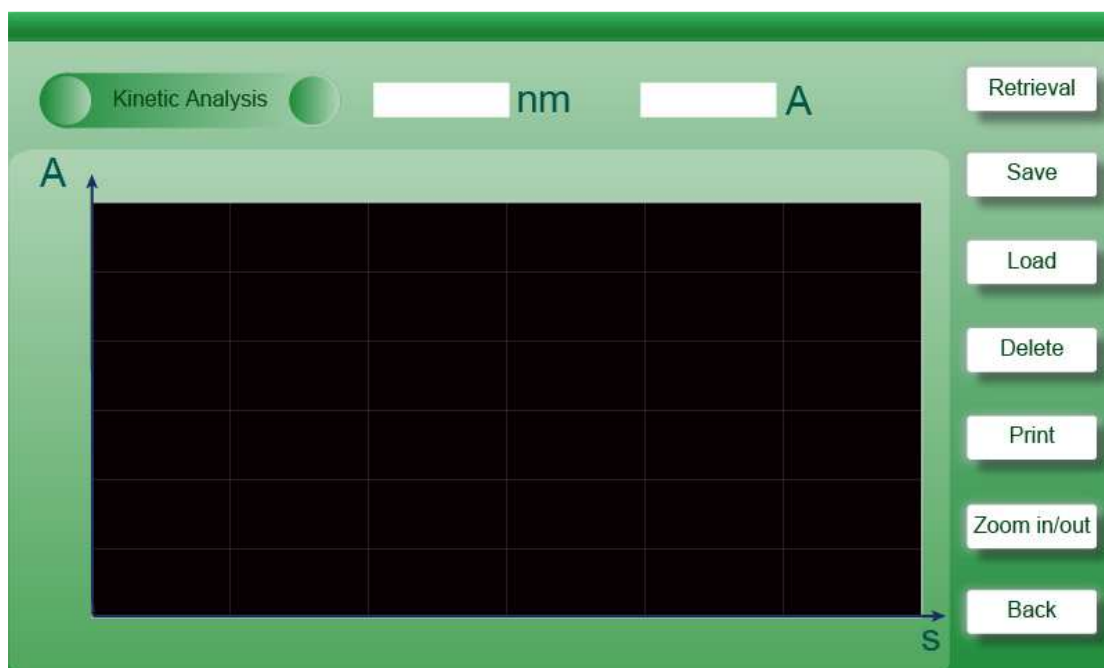 Kinetic Analysis
nm
A
Retrieval
A
Save
Load
Delete
Print
Zoom in/out
Back
s